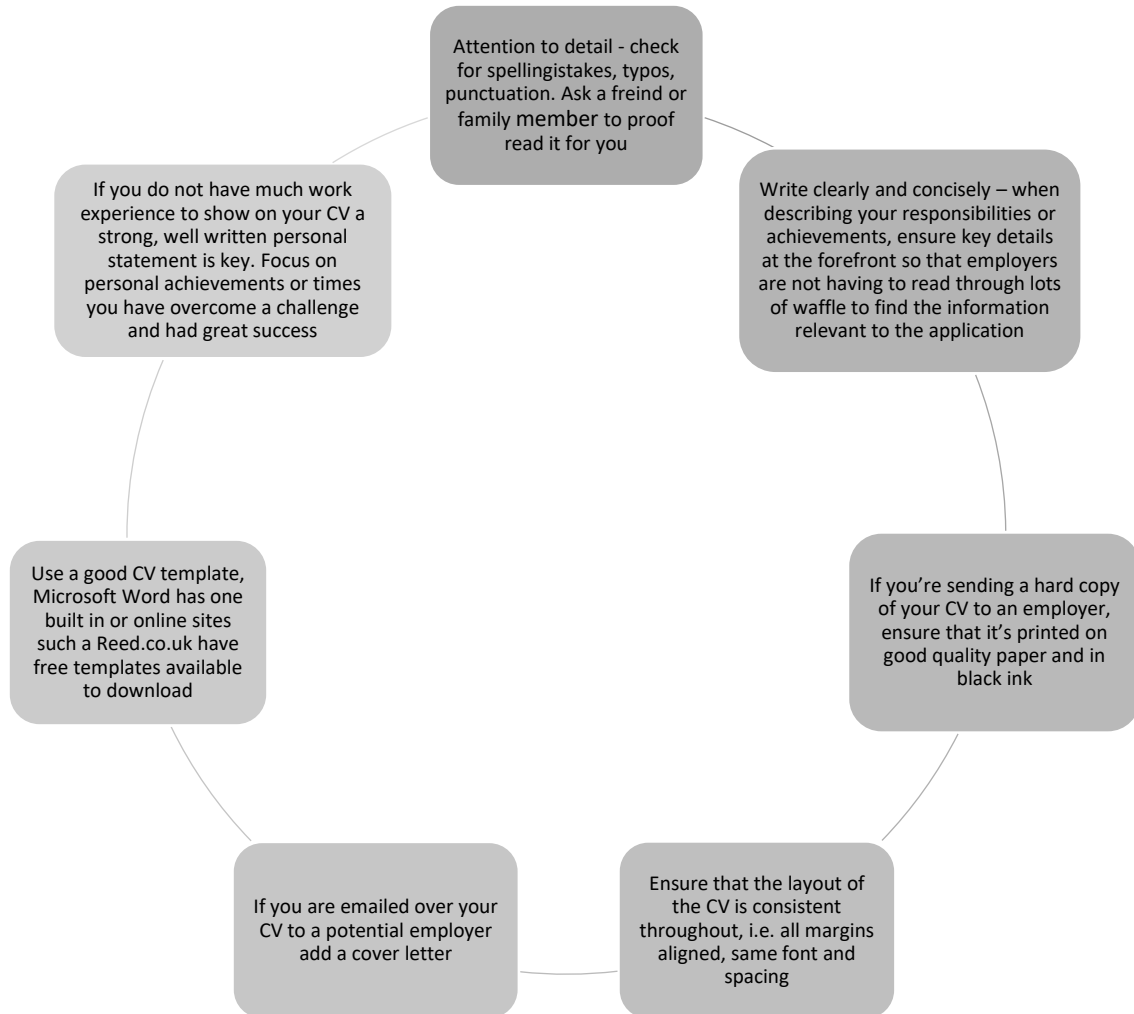 Attention to detail - check
for spellingistakes, typos,
punctuation. Ask a freind or
family member to proof
read it for you
Write clearly and concisely – when
describing your responsibilities or
achievements, ensure key details
at the forefront so that employers
are not having to read through lots
of waffle to find the information
relevant to the application
If you’re sending a hard copy
of your CV to an employer,
ensure that it’s printed on
good quality paper and in
black ink
Ensure that the layout of
the CV is consistent
throughout, i.e. all margins
aligned, same font and
spacing
If you are emailed over your
CV to a potential employer
add a cover letter
Use a good CV template,
Microsoft Word has one
built in or online sites
such a Reed.co.uk have
free templates available
to download
If you do not have much work
experience to show on your CV a
strong, well written personal
statement is key. Focus on
personal achievements or times
you have overcome a challenge
and had great success